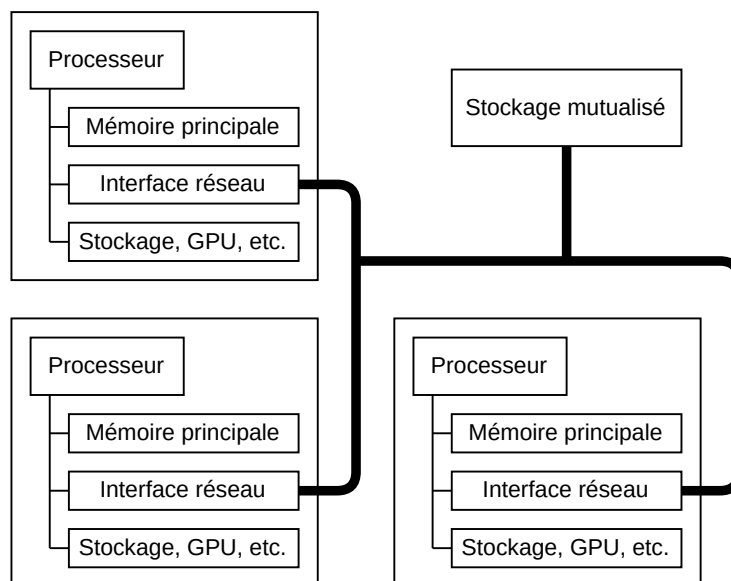 Processeur
Mémoire principale
Interface réseau
Stockage, GPU, etc.
Stockage mutualisé
Processeur
Mémoire principale
Interface réseau
Stockage, GPU, etc.
Processeur
Mémoire principale
Interface réseau
Stockage, GPU, etc.